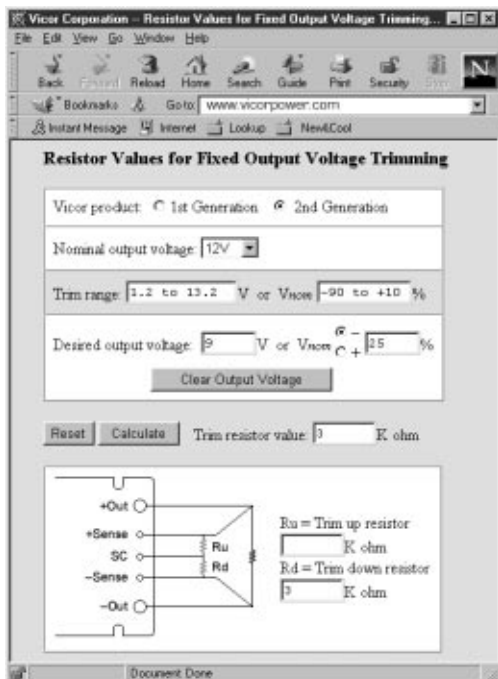 Vicor Corporation -- Resistor Values for Fixed Output Voltage Trimming...
File Edit View Go Window Help
Back Forward Reload Home Search Guide Print Security
N
Bookmarks Go to: www.vicorpower.com
Instant Message Internet Lookup New&Cool
Resistor Values for Fixed Output Voltage Trimming
Vicor product: 1st Generation 2nd Generation
Nominal output voltage: 12V
Trim range: 1.2 to 13.2 V or VNOM -90 to +10 %
Desired output voltage: 9 V or VNOM − + 25 %
Clear Output Voltage
Reset Calculate Trim resistor value: 3 K ohm
+Out
+Sense
SC
−Sense
−Out
Ru
Rd
Ru = Trim up resistor
K ohm
Rd = Trim down resistor
3 K ohm
Document Done